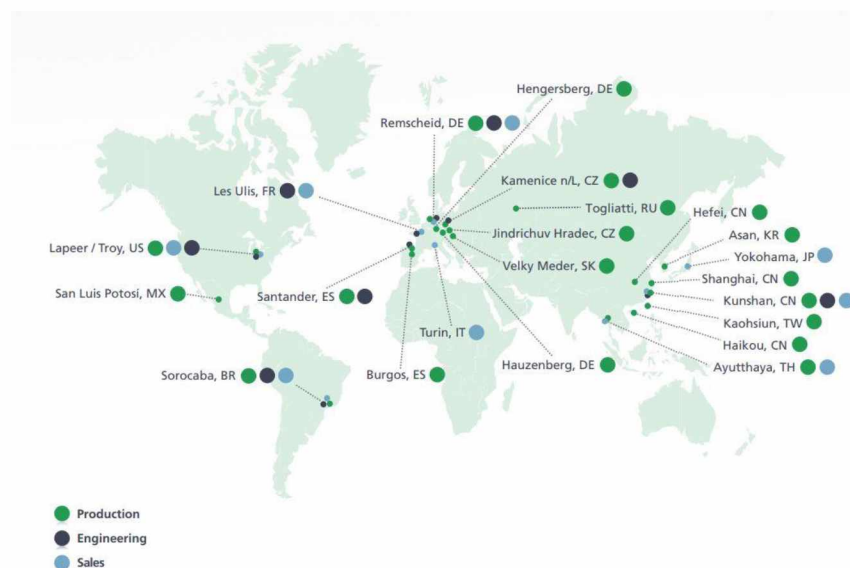 Hengersberg, DE
Remscheid, DE
Kamenice n/L, CZ
Les Ulis, FR
Togliatti, RU
Hefei, CN
Jindrichuv Hradec, CZ
Asan, KR
Lapeer / Troy, US
Yokohama, JP
Velky Meder, SK
Shanghai, CN
San Luis Potosi, MX
Santander, ES
Kunshan, CN
Kaohsiun, TW
Turin, IT
Haikou, CN
Hauzenberg, DE
Ayutthaya, TH
Sorocaba, BR
Burgos, ES
Production
Engineering
Sales